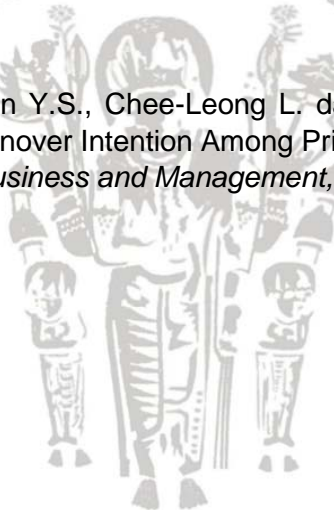 n Y.S., Chee-Leong L. da
nover Intention Among Pri
usiness and Management,